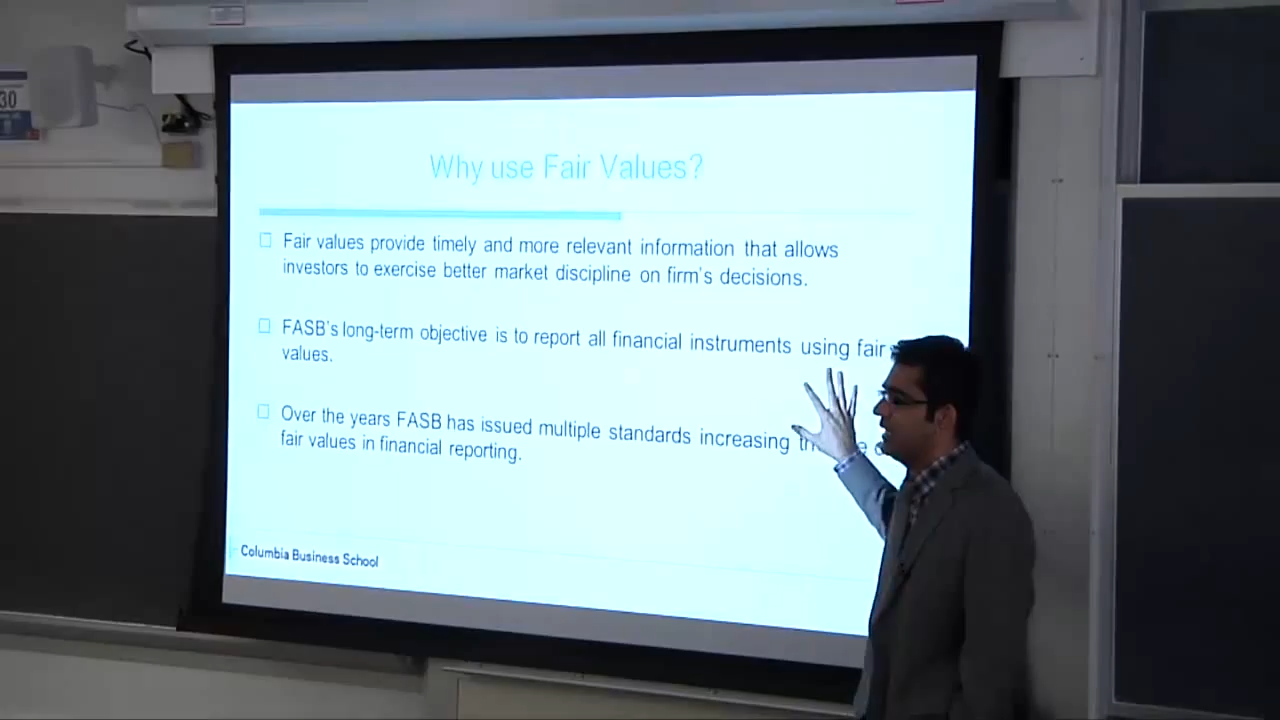 30
Why use Fair Values?
Fair values provide timely and more relevant information that allows
investors to exercise better market discipline on firm's decisions.
FASB's long-term objective is to report all financial instruments using fair
values.
Over the years FASB has issued multiple standards increasing
fair values in financial reporting.
Columbia Business School